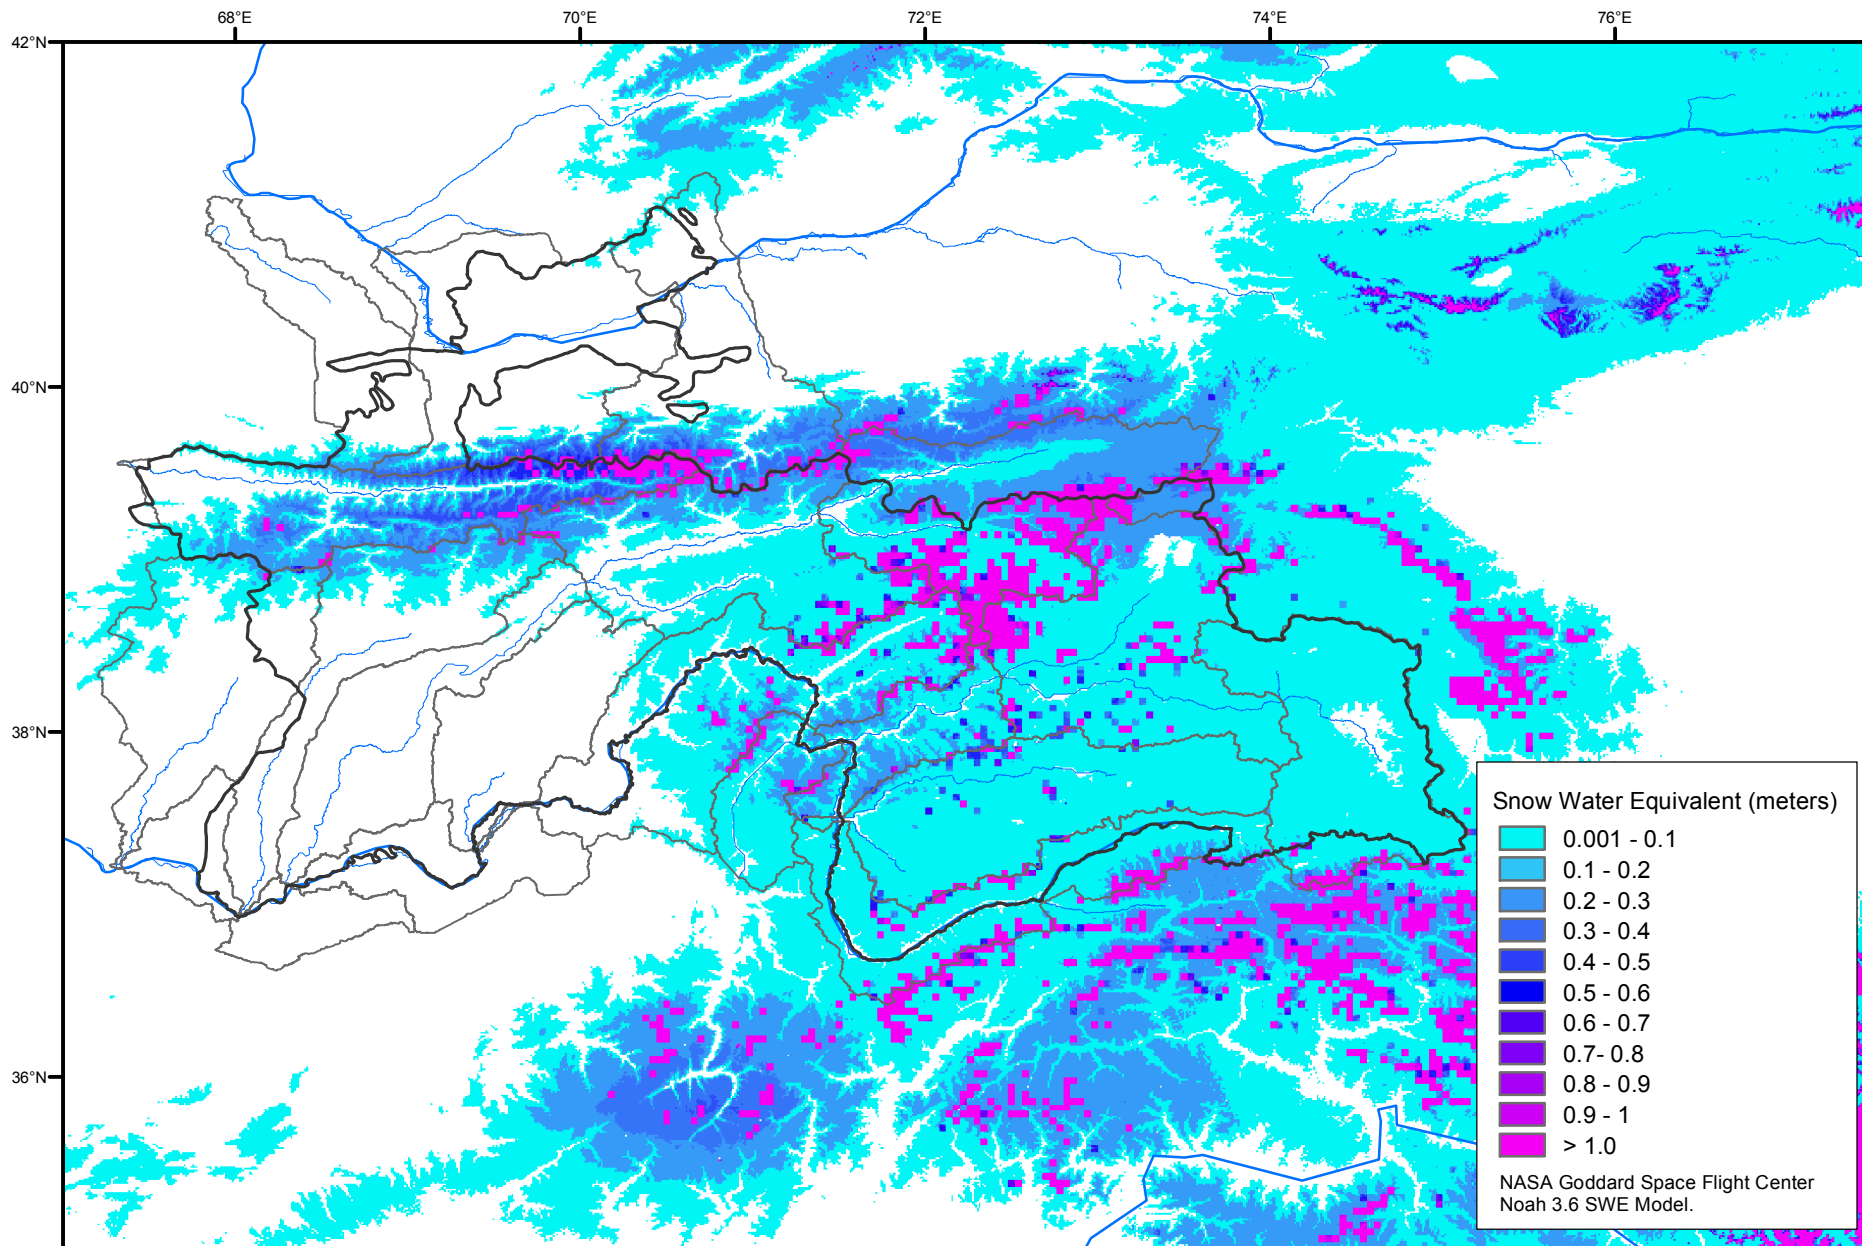 68°E 70°E 72°E 74°E 76°E
42°N
40°N
38°N
36°N
Snow Water Equivalent (meters)
0.001 - 0.1
0.1 - 0.2
0.2 - 0.3
0.3 - 0.4
0.4 - 0.5
0.5 - 0.6
0.6 - 0.7
0.7- 0.8
0.8 - 0.9
0.9 - 1
> 1.0
NASA Goddard Space Flight Center
Noah 3.6 SWE Model.